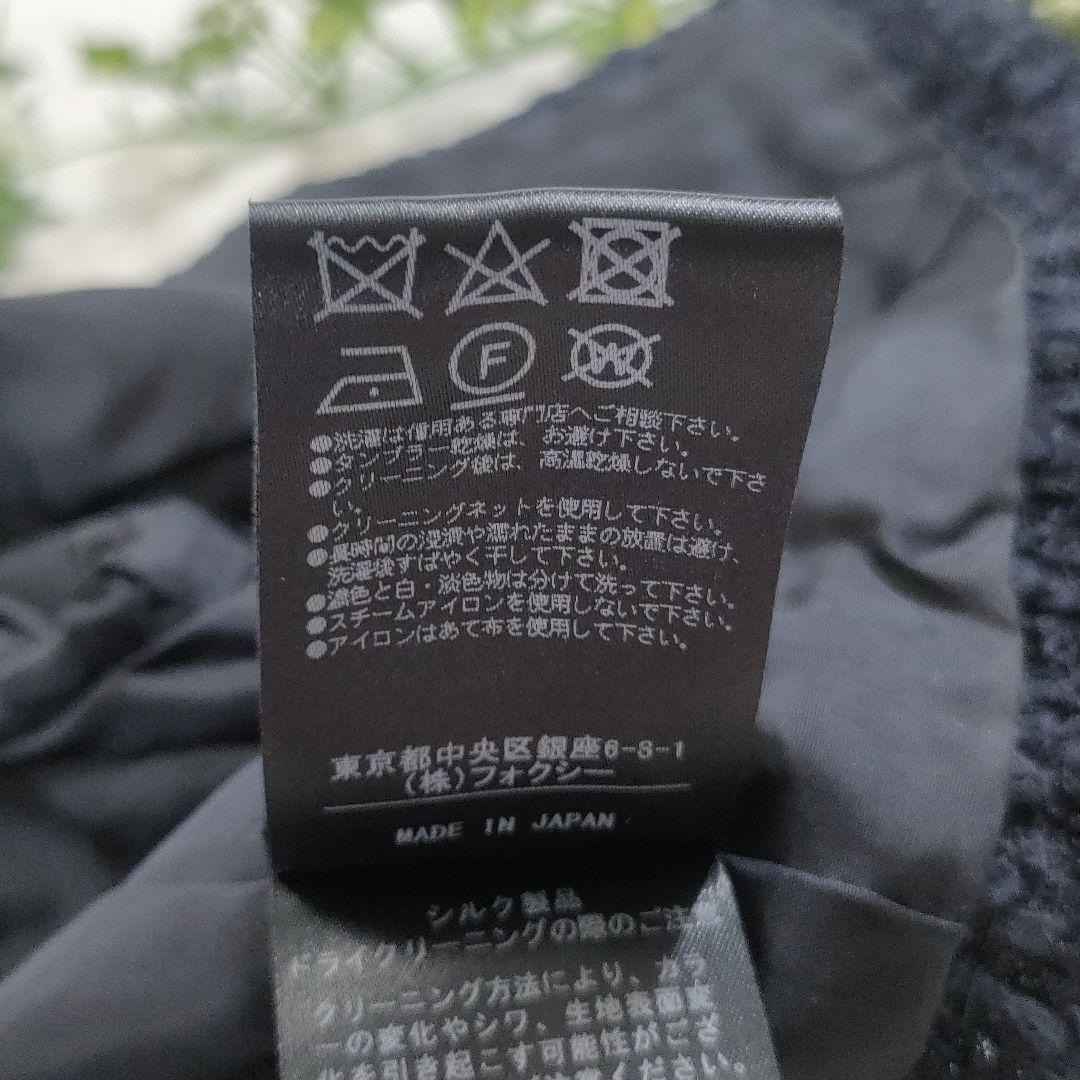 F
W
●洗濯は信用ある専門店へご相談下さい。
●タンブラー乾燥は、お避け下さい。
●クリーニング後は、高温乾燥しないで下さ
い。
●クリーニングネットを使用して下さい。
●長時間の浸漬や濡れたままの放置は避け、
洗濯後すばやく干して下さい。
●濃色と白・淡色物は分けて洗って下さい。
●スチームアイロンを使用しないで下さい。
●アイロンはあて布を使用して下さい。
東京都中央区銀座6-8-1
(株)フォクシー
MADE IN JAPAN
シルク製品
ドライクリーニングの際のご注
クリーニング方法により、カラ
ーの変化やシワ、生地表面変
化を引き起こす可能性がござ